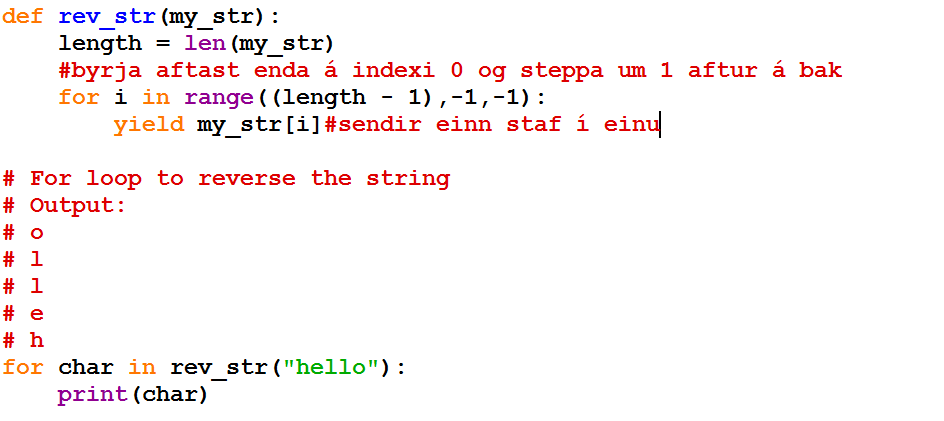 def rev_str(my_str):
    length = len(my_str)
    #byrja aftast enda á indexi 0 og steppa um 1 aftur á bak
    for i in range((length - 1),-1,-1):
        yield my_str[i]#sendir einn staf í einu
# For loop to reverse the string
# Output:
# o
# l
# l
# e
# h
for char in rev_str("hello"):
    print(char)